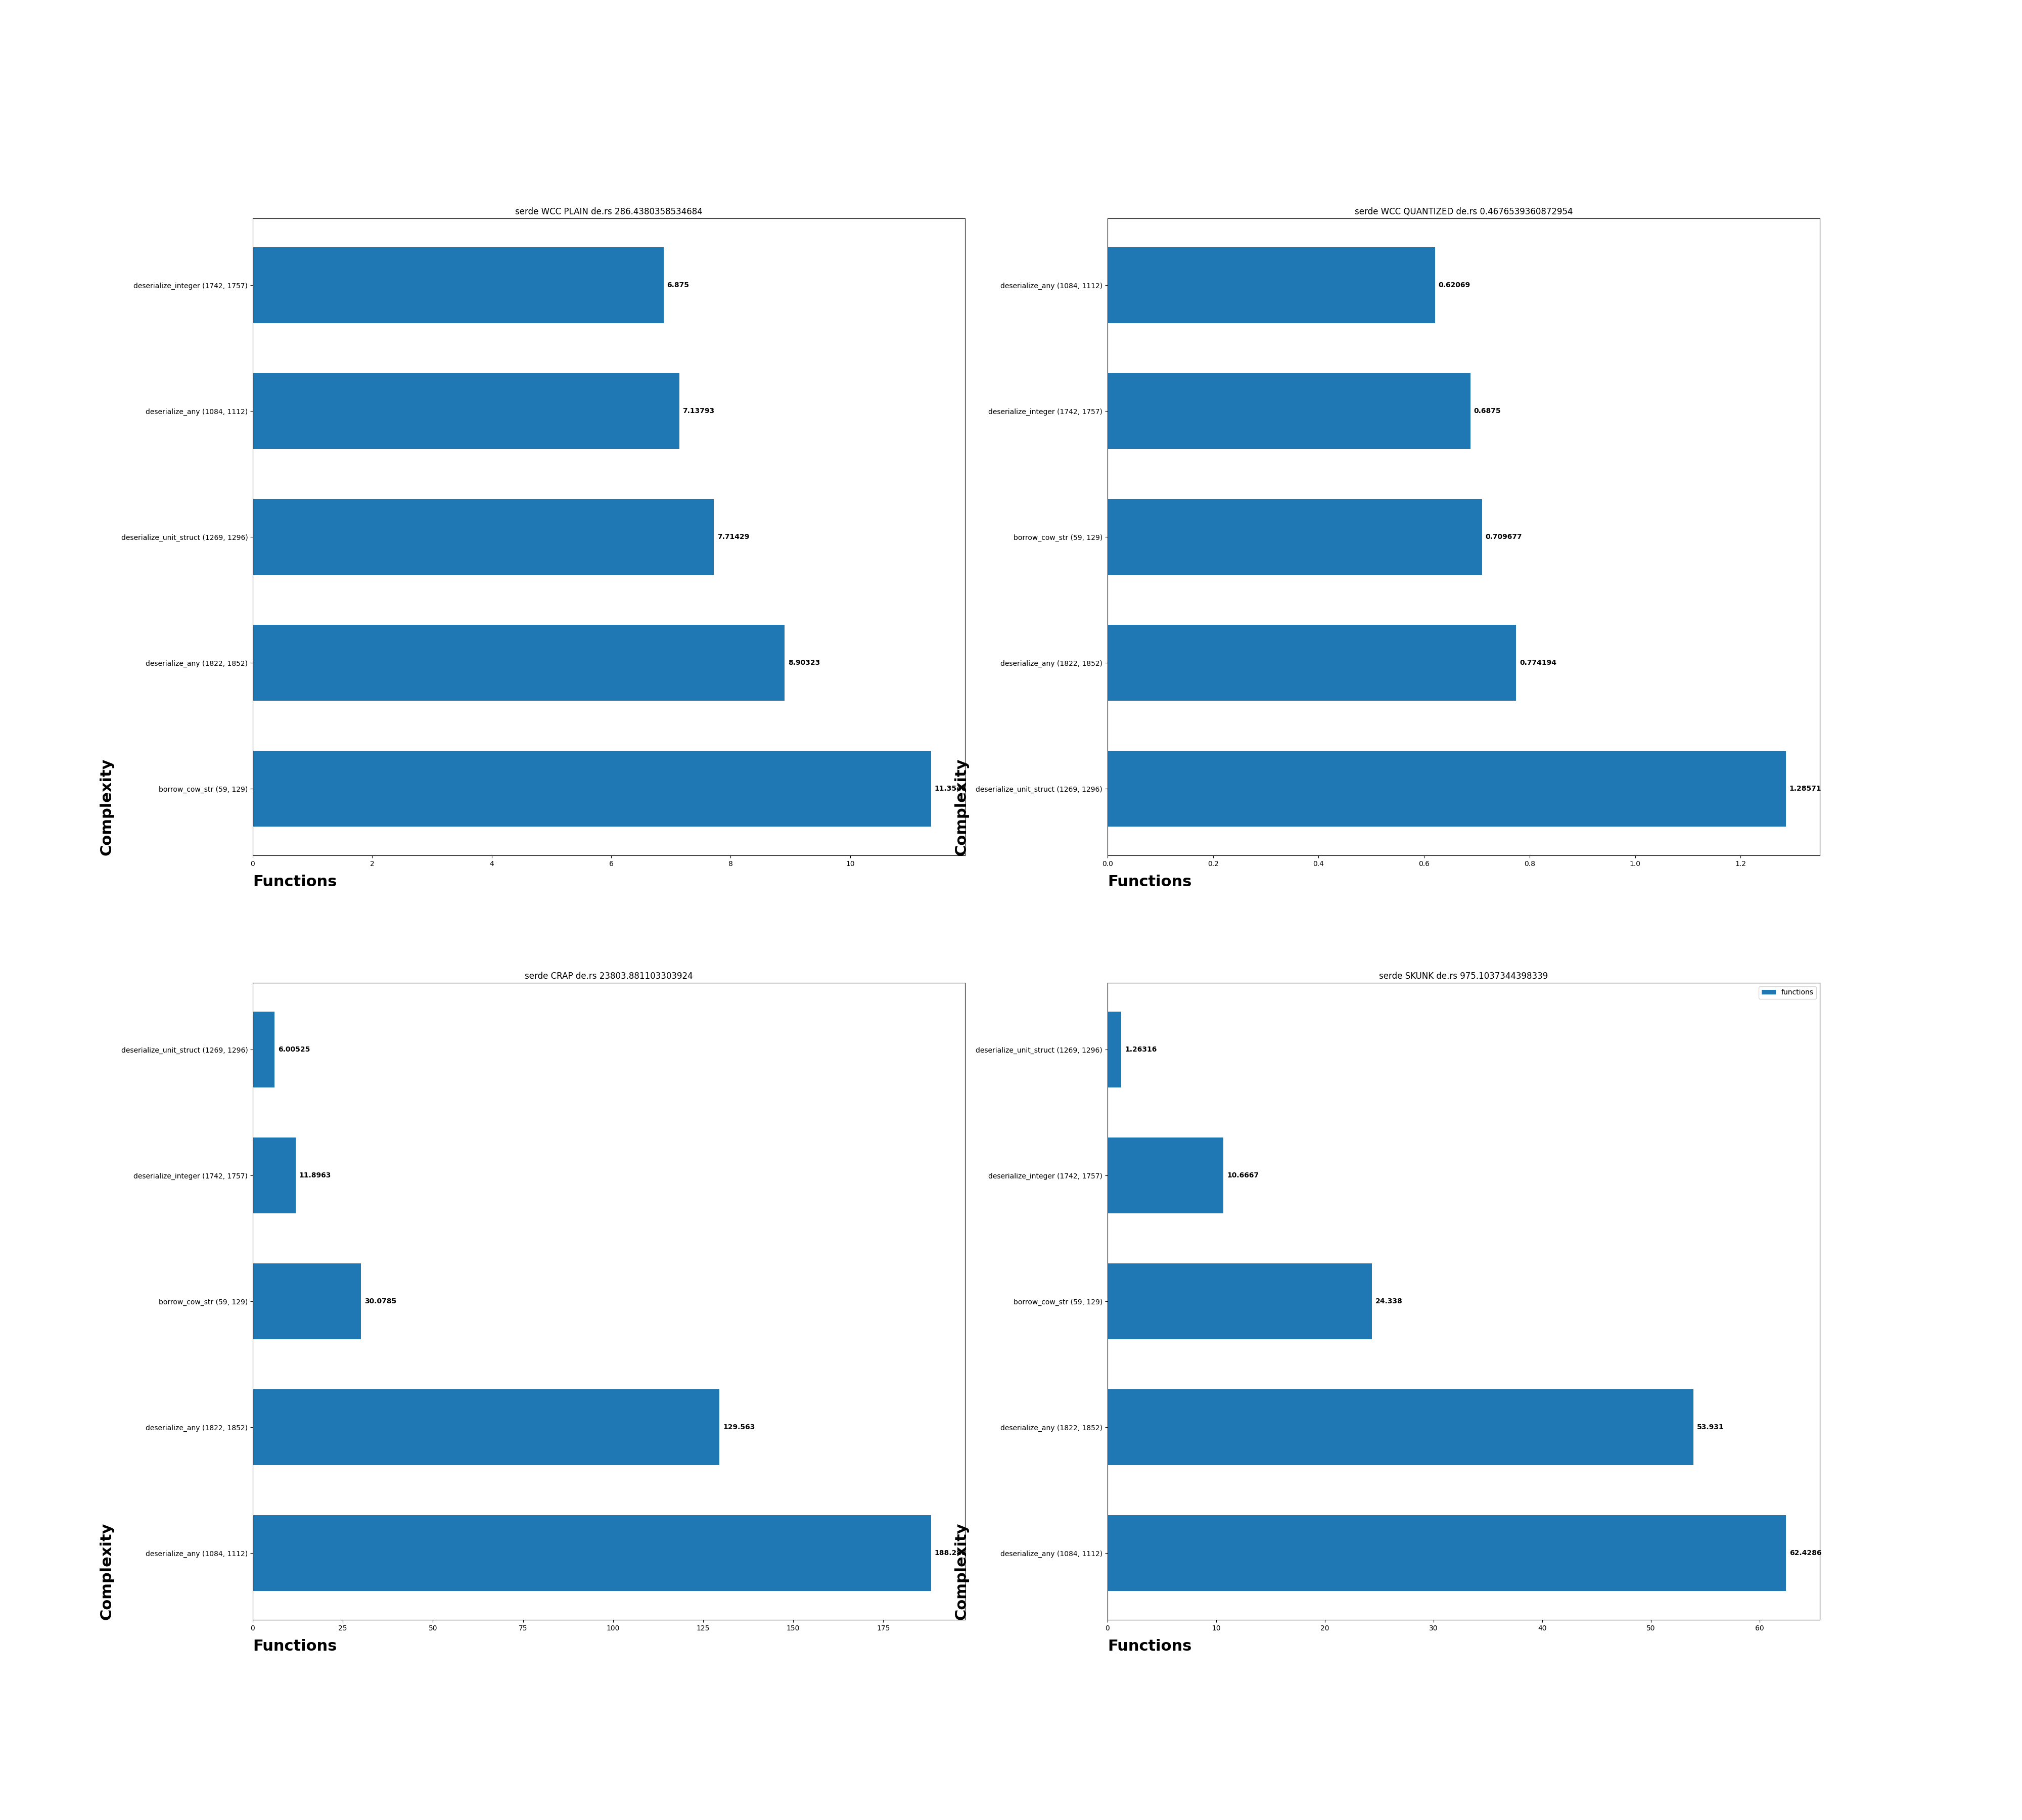 serde WCC PLAIN de.rs 286.4380358534684
deserialize_integer (1742, 1757)
6.875
deserialize_any (1084, 1112)
7.13793
deserialize_unit_struct (1269, 1296)
7.71429
deserialize_any (1822, 1852)
8.90323
borrow_cow_str (59, 129)
Complexity
0 2 4 6 8 10
Functions
serde WCC QUANTIZED de.rs 0.4676539360872954
deserialize_any (1084, 1112)
0.62069
deserialize_integer (1742, 1757)
0.6875
borrow_cow_str (59, 129)
0.709677
deserialize_any (1822, 1852)
0.774194
deserialize_unit_struct (1269, 1296)
1.28571
Complexity
0.0 0.2 0.4 0.6 0.8 1.0 1.2
Functions
serde CRAP de.rs 23803.881103303924
deserialize_unit_struct (1269, 1296)
6.00525
deserialize_integer (1742, 1757)
11.8963
borrow_cow_str (59, 129)
30.0785
deserialize_any (1822, 1852)
129.563
deserialize_any (1084, 1112)
Complexity
0 25 50 75 100 125 150 175
Functions
serde SKUNK de.rs 975.1037344398339
functions
deserialize_unit_struct (1269, 1296)
1.26316
deserialize_integer (1742, 1757)
10.6667
borrow_cow_str (59, 129)
24.338
deserialize_any (1822, 1852)
53.931
deserialize_any (1084, 1112)
62.4286
Complexity
0 10 20 30 40 50 60
Functions